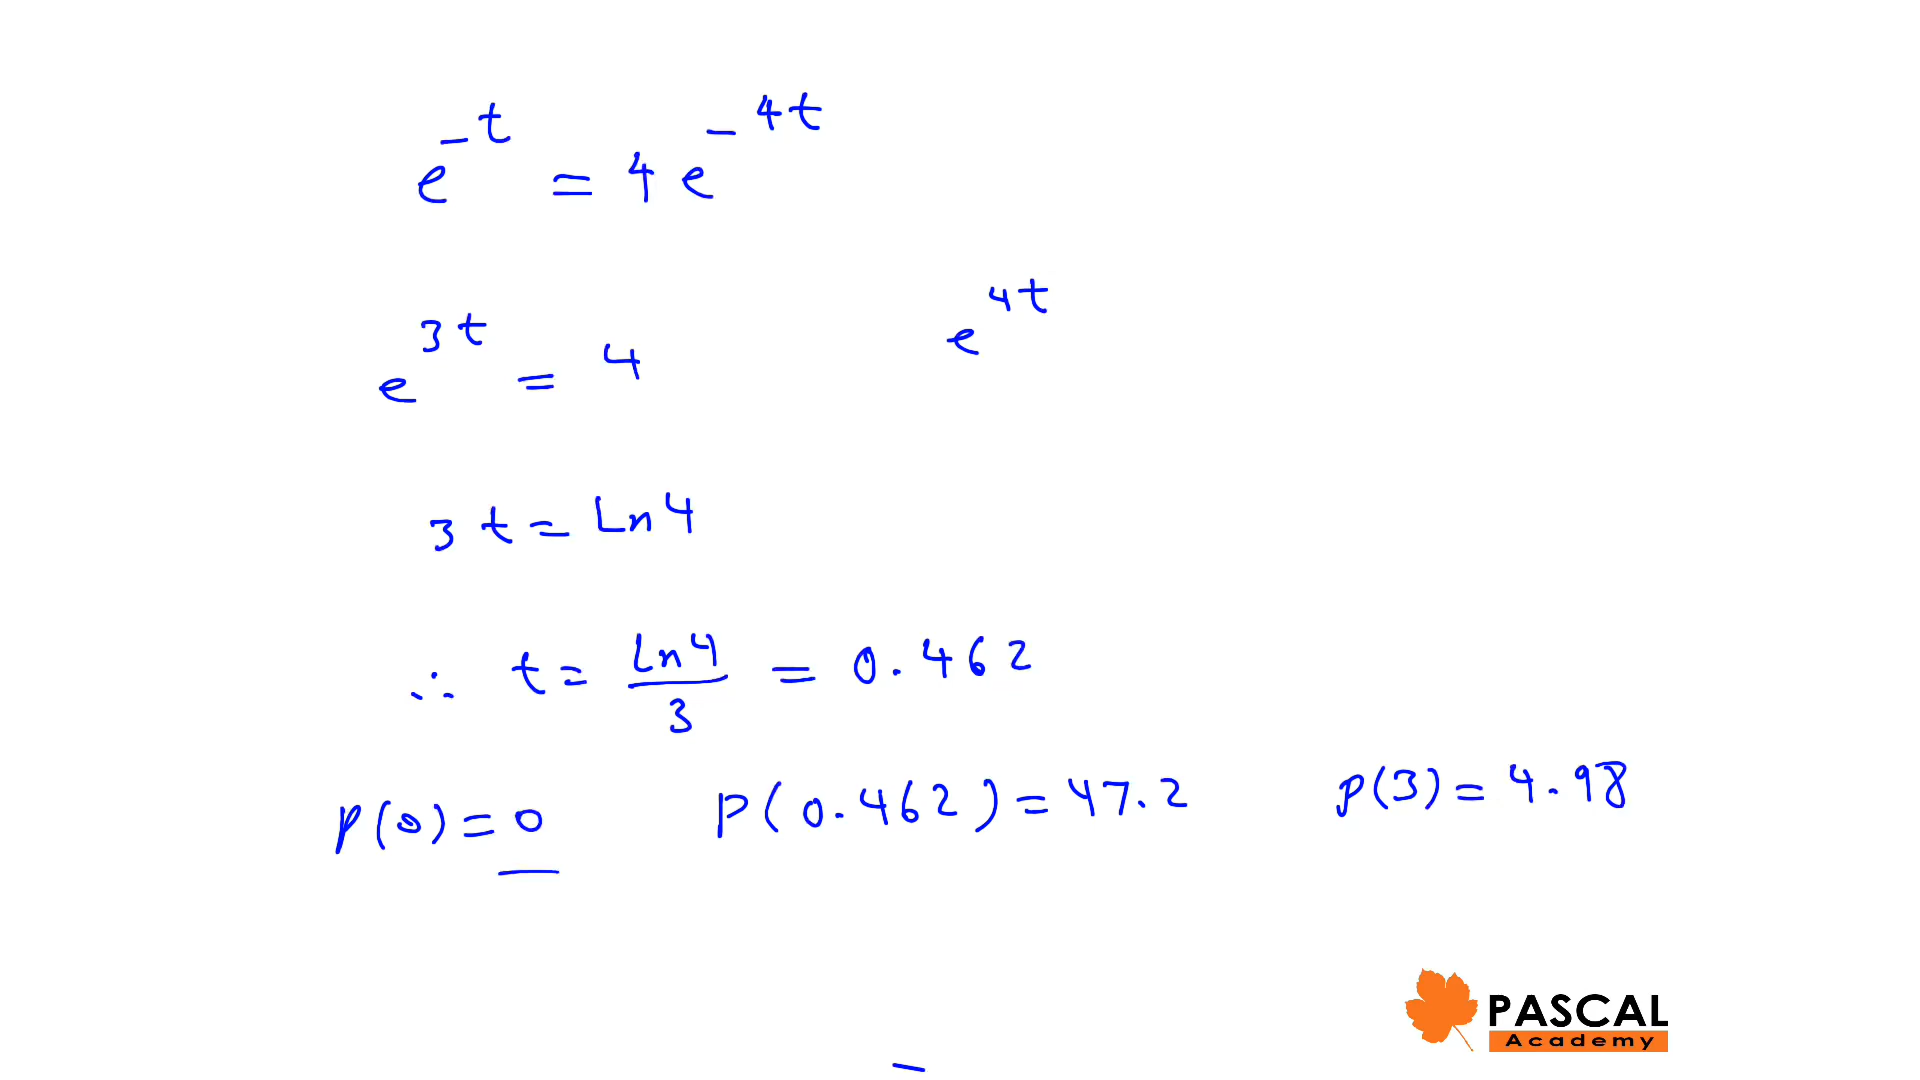 e^{-t} = 4e^{-4t}
e^{3t} = 4 e^{4t}
3t = Ln4
∴ t = Ln4/3 = 0.462
P(0) = 0 P(0.462) = 47.2 P(3) = 4.98
PASCAL
Academy